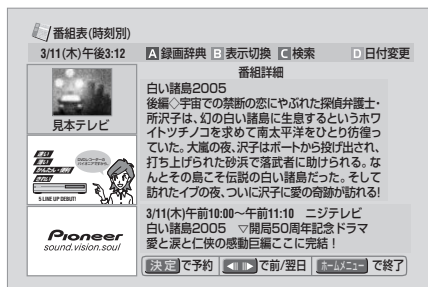 番組表(時刻別)
3/11(木)午後3:12 A 録画辞典 B 表示切換 C 検索 D 日付変更
見本テレビ
番組詳細
白い諸島2005
後編◇宇宙での禁断の恋にやぶれた探偵弁護士・
所沢子は、幻の白い諸島に生息するというホワ
イトツチノコを求めて南太平洋をひとり彷徨っ
ていた。大嵐の夜、沢子はボートから投げ出され、
打ち上げられた砂浜で落武者に助けられる。な
んとその島こそ伝説の白い諸島だった。そして
訪れたイブの夜、ついに沢子に愛の奇跡が訪れる!
速い
凄い
かんたん・便利
きれい
5 LINE UP DEBUT!
Pioneer
sound.vision.soul
3/11(木)午前10:00~午前11:10 ニジテレビ
白い諸島2005 ▽開局50周年記念ドラマ
愛と涙と仁侠の感動巨編ここに完結!
決定 で予約 で前/翌日 ホームメニュー で終了